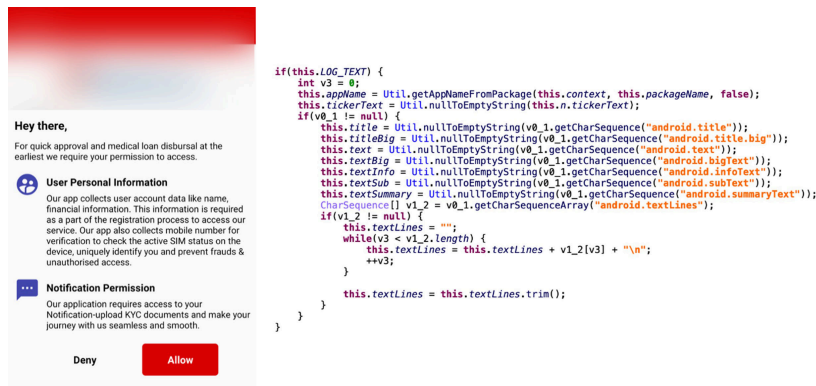 Hey there,
For quick approval and medical loan disbursal at the
earliest we require your permission to access.
User Personal Information
Our app collects user account data like name,
financial information. This information is required
as a part of the registration process to access our
service. Our app also collects mobile number for
verification to check the active SIM status on the
device, uniquely identify you and prevent frauds &
unauthorised access.
Notification Permission
Our application requires access to your
Notification-upload KYC documents and make your
journey with us seamless and smooth.
Deny
Allow
if(this.LOG_TEXT) {
    int v3 = 0;
    this.appName = Util.getAppNameFromPackage(this.context, this.packageName, false);
    this.tickerText = Util.nullToEmptyString(this.n.tickerText);
    if(v0_1 != null) {
        this.title = Util.nullToEmptyString(v0_1.getCharSequence("android.title"));
        this.titleBig = Util.nullToEmptyString(v0_1.getCharSequence("android.title.big"));
        this.text = Util.nullToEmptyString(v0_1.getCharSequence("android.text"));
        this.textBig = Util.nullToEmptyString(v0_1.getCharSequence("android.bigText"));
        this.textInfo = Util.nullToEmptyString(v0_1.getCharSequence("android.infoText"));
        this.textSub = Util.nullToEmptyString(v0_1.getCharSequence("android.subText"));
        this.textSummary = Util.nullToEmptyString(v0_1.getCharSequence("android.summaryText"));
        CharSequence[] v1_2 = v0_1.getCharSequenceArray("android.textLines");
        if(v1_2 != null) {
            this.textLines = "";
            while(v3 < v1_2.length) {
                this.textLines = this.textLines + v1_2[v3] + "\n";
                ++v3;
            }
            this.textLines = this.textLines.trim();
        }
    }
}